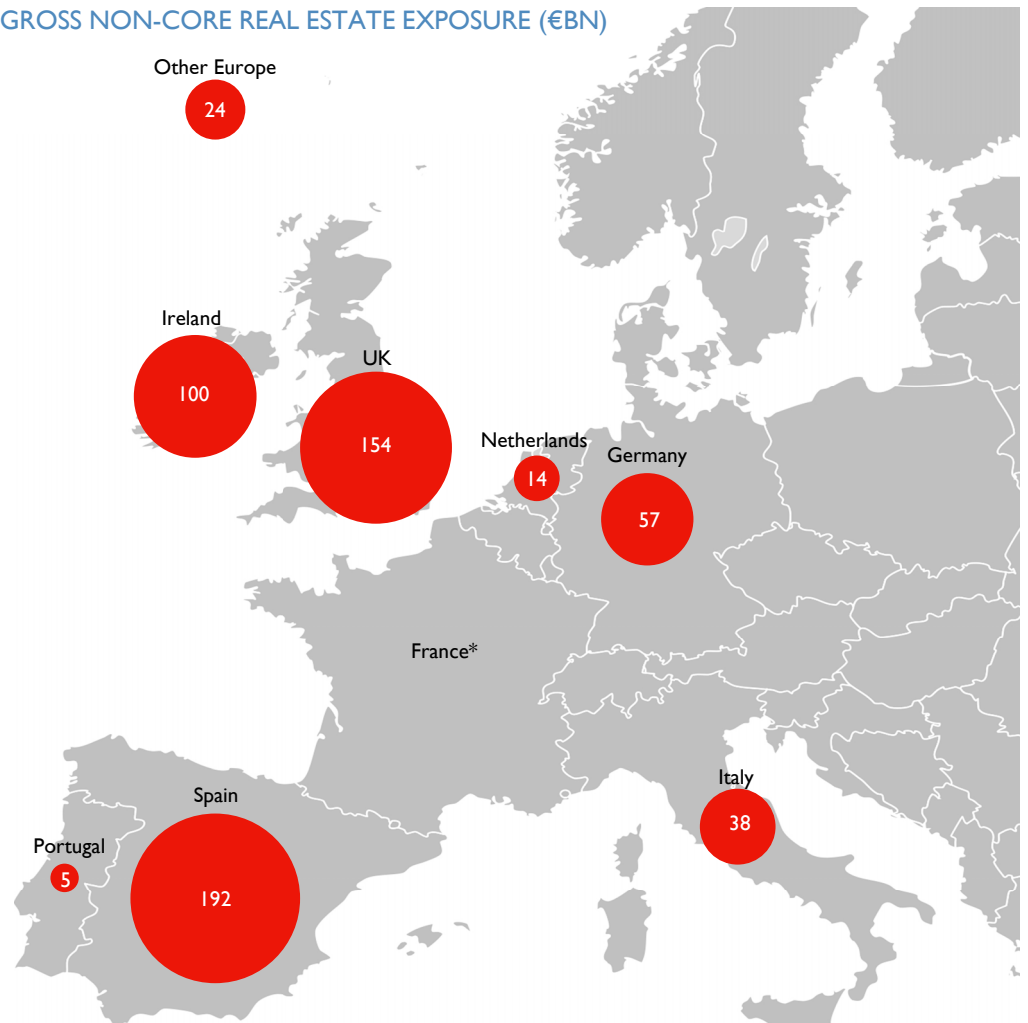 GROSS NON-CORE REAL ESTATE EXPOSURE (€BN)
Other Europe
24
Ireland
100
UK
154
Netherlands
14
Germany
57
France*
Italy
38
Spain
192
Portugal
5